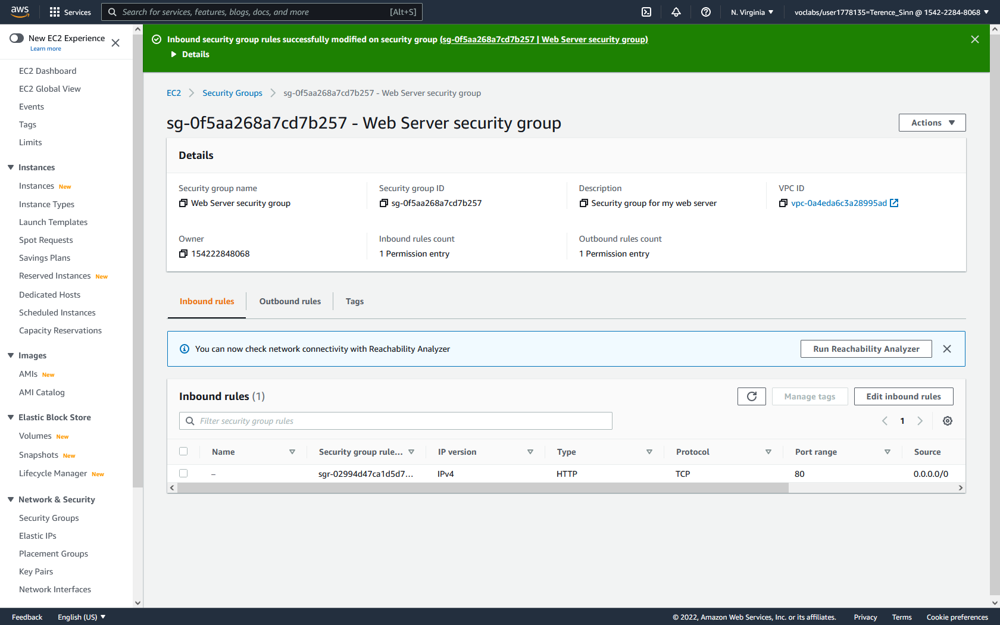 aws
Services
Search for services, features, blogs, docs, and more
[Alt+S]
N. Virginia
voclabs/user1778135=Terence_Sinn @ 1542-2284-8068
New EC2 Experience
Learn more
EC2 Dashboard
EC2 Global View
Events
Tags
Limits
Instances
Instances New
Instance Types
Launch Templates
Spot Requests
Savings Plans
Reserved Instances New
Dedicated Hosts
Scheduled Instances
Capacity Reservations
Images
AMIs New
AMI Catalog
Elastic Block Store
Volumes New
Snapshots New
Lifecycle Manager New
Network & Security
Security Groups
Elastic IPs
Placement Groups
Key Pairs
Network Interfaces
Inbound security group rules successfully modified on security group (sg-0f5aa268a7cd7b257 | Web Server security group)
Details
EC2 > Security Groups > sg-0f5aa268a7cd7b257 - Web Server security group
sg-0f5aa268a7cd7b257 - Web Server security group
Actions
Details
Security group name
Web Server security group
Security group ID
sg-0f5aa268a7cd7b257
Description
Security group for my web server
VPC ID
vpc-0a4eda6c3a28995ad
Owner
154222848068
Inbound rules count
1 Permission entry
Outbound rules count
1 Permission entry
Inbound rules
Outbound rules
Tags
You can now check network connectivity with Reachability Analyzer
Run Reachability Analyzer
Inbound rules (1)
Manage tags
Edit inbound rules
Filter security group rules
1
Name Security group rule... IP version Type Protocol Port range Source
– sgr-02994d47ca1d5d7... IPv4 HTTP TCP 80 0.0.0.0/0
Feedback
English (US)
© 2022, Amazon Web Services, Inc. or its affiliates.
Privacy
Terms
Cookie preferences